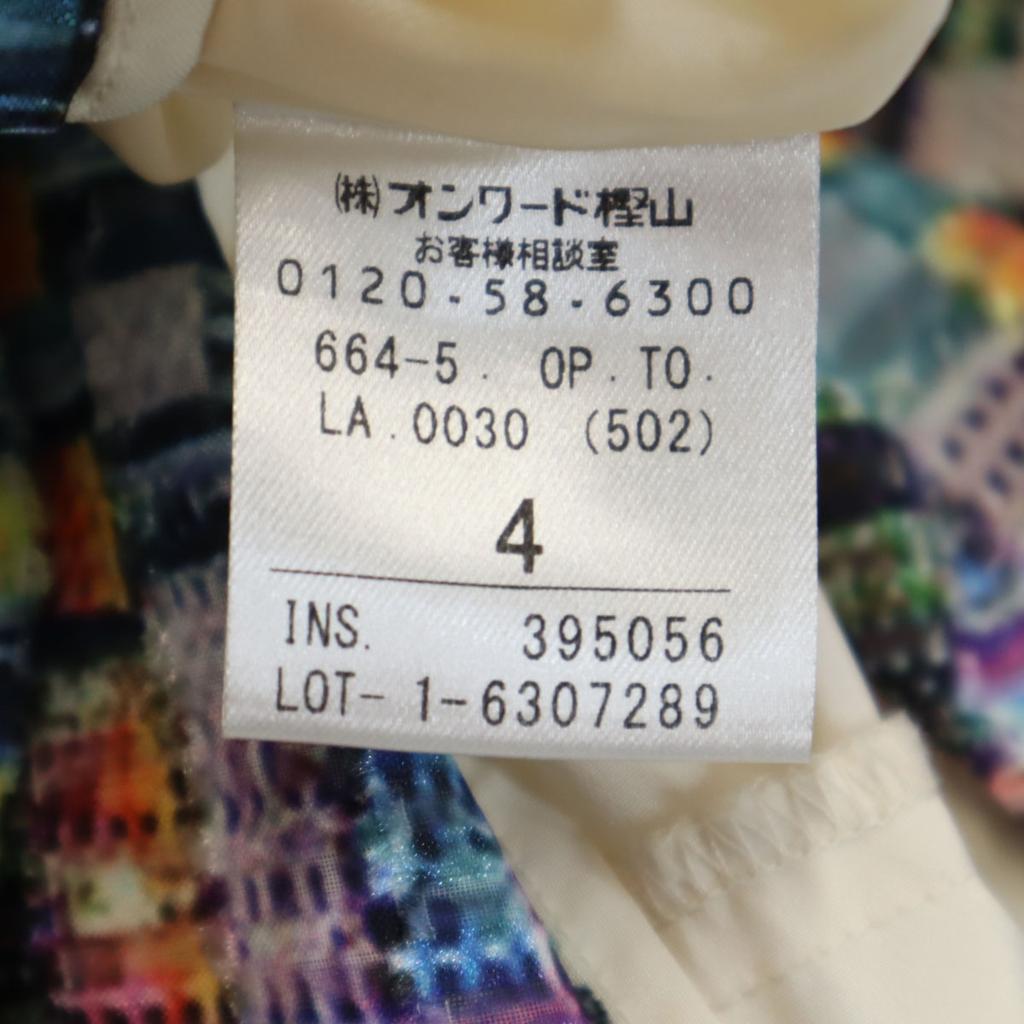 (株)オンワード樫山
お客様相談室
0120-58-6300
664-5. OP. TO.
LA.0030 (502)
4
INS. 395056
LOT- 1-6307289